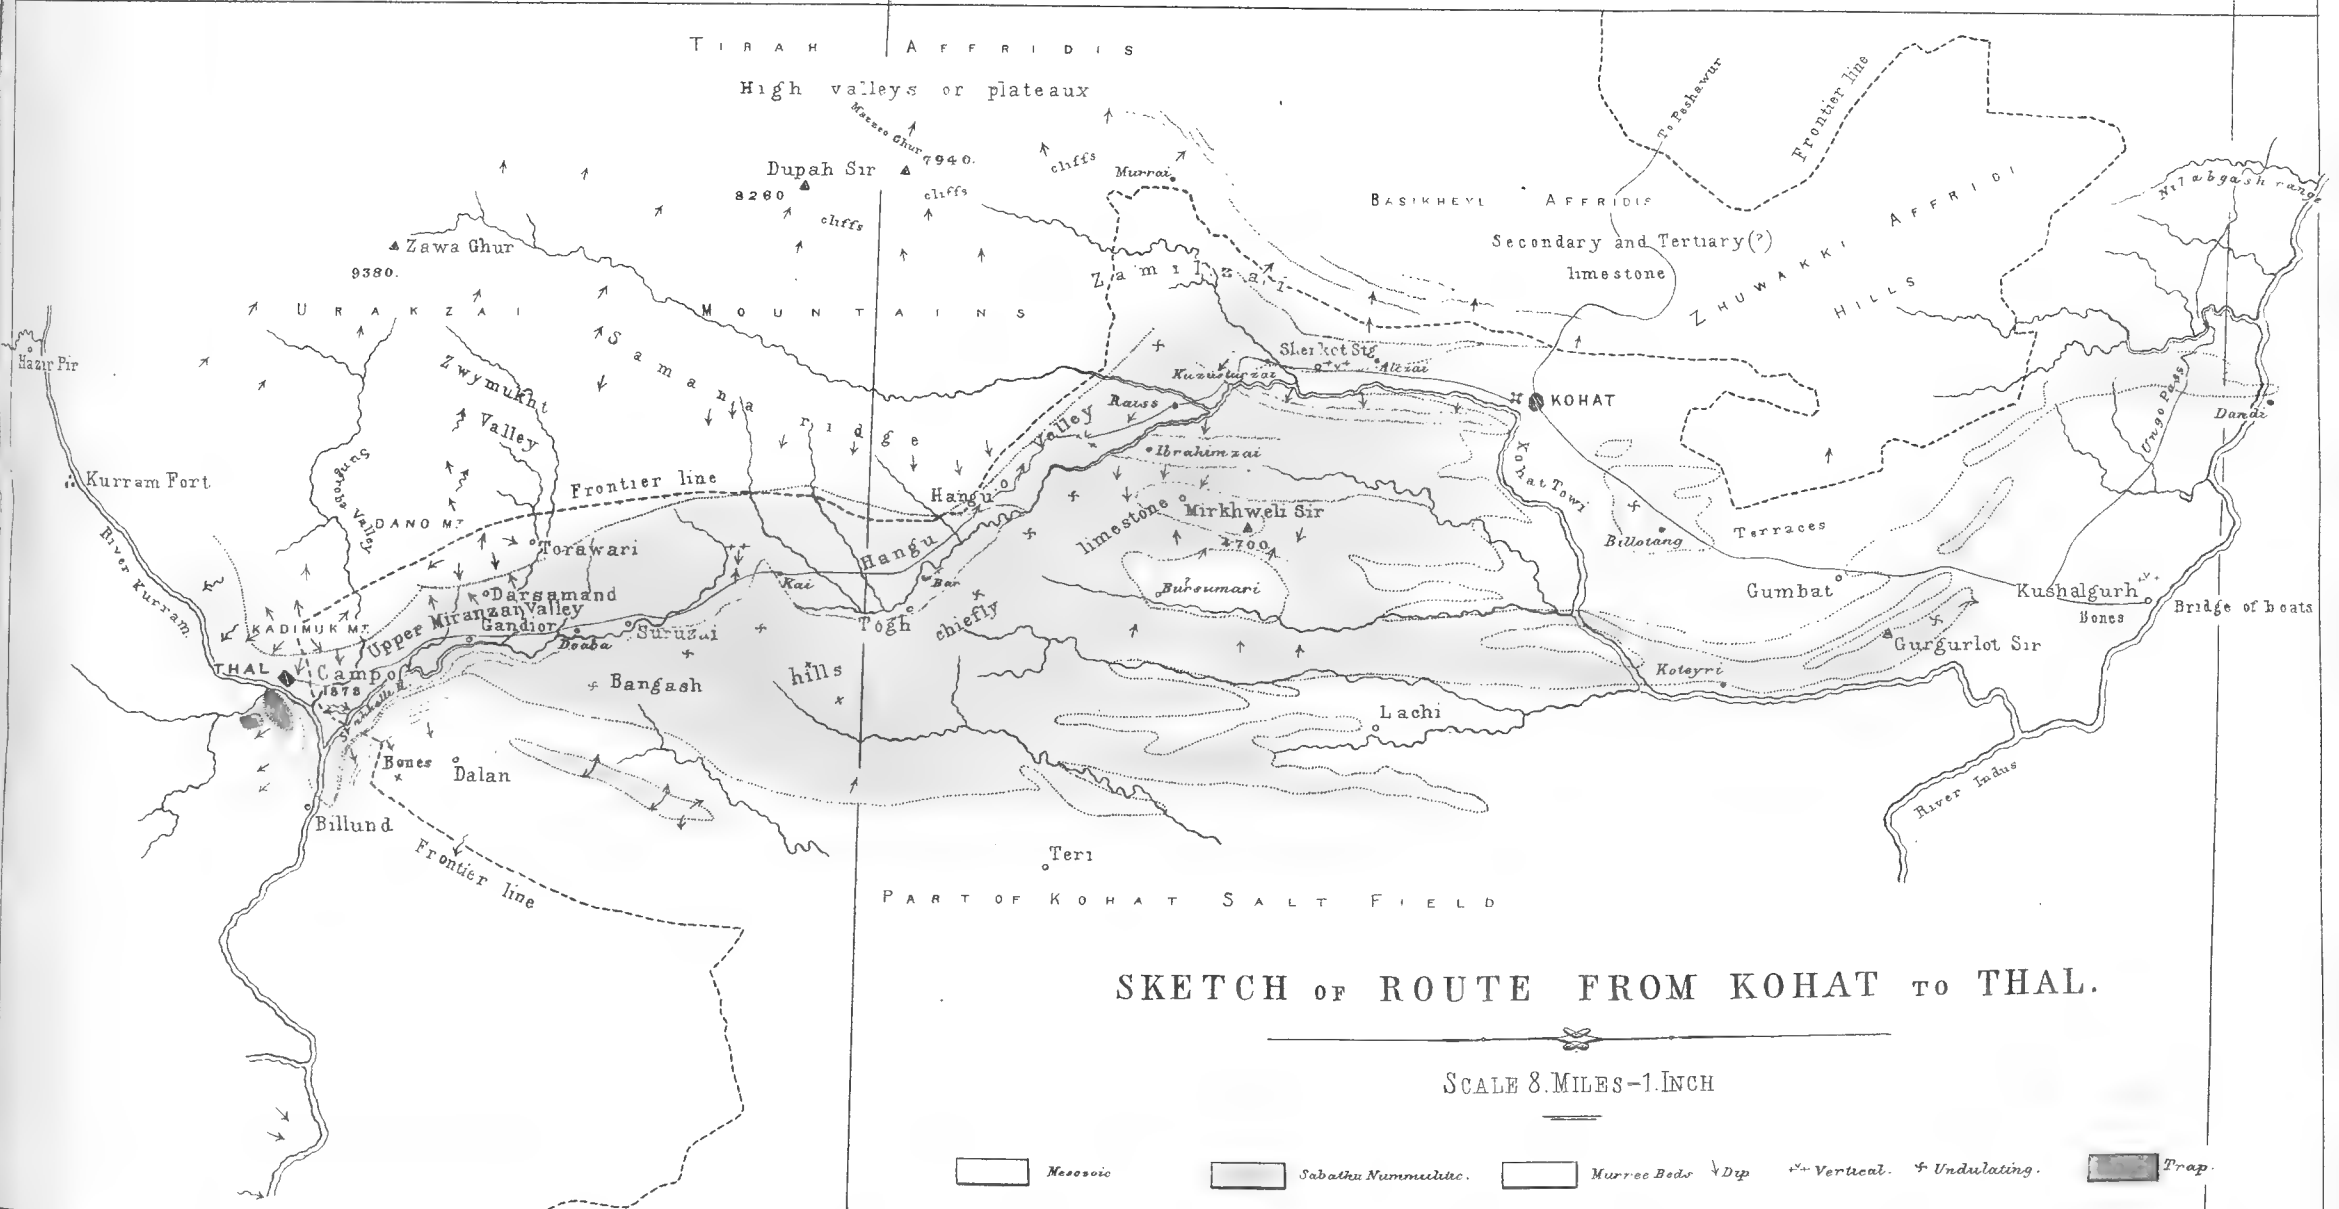 TIRAH AFFRIDIS
High valleys or plateaux
Matzeo Ghur
7940.
Dupah Sir
8260
cliffs
cliffs
cliffs
Murrai
To Peshawur
Frontier line
BASIKHEYL AFFRIDIS
Secondary and Tertiary(?)
limestone
ZHUWAKKI AFFRIDI
HILLS
Nilabgash range
Zawa Ghur
9380.
URAKZAI MOUNTAINS
Zamilzai
Samana ridge
Zwymukht
Valley
Hazir Pir
Kurram Fort
River Kurram
DANO MT
Frontier line
Torawari
Darsamand
Upper Miranzai Valley
Gandior
Doaba
Suruzai
KADIMUK MT
THAL
Camp
1878
Bangash
hills
Kai
Togh
Bar
Hangu
Hangu
Valley
Raiss
Sherkot Stg
Alizai
KOHAT
Kohat Towi
Ibrahimzai
limestone
chiefly
Mirkhweli Sir
4700
Bursumari
Billotang
Terraces
Gumbat
Kushalgurh
Bones
Bridge of boats
Ungo Pass
Dandi
Gurgurlot Sir
Koteyri
Lachi
River Indus
Bones
Dalan
Billund
Frontier line
Teri
PART OF KOHAT SALT FIELD
SKETCH OF ROUTE FROM KOHAT TO THAL.
SCALE 8.MILES–1.INCH
Mesozoic
Sabathu Nummulitic.
Murree Beds
Dip
Vertical.
Undulating.
Trap.